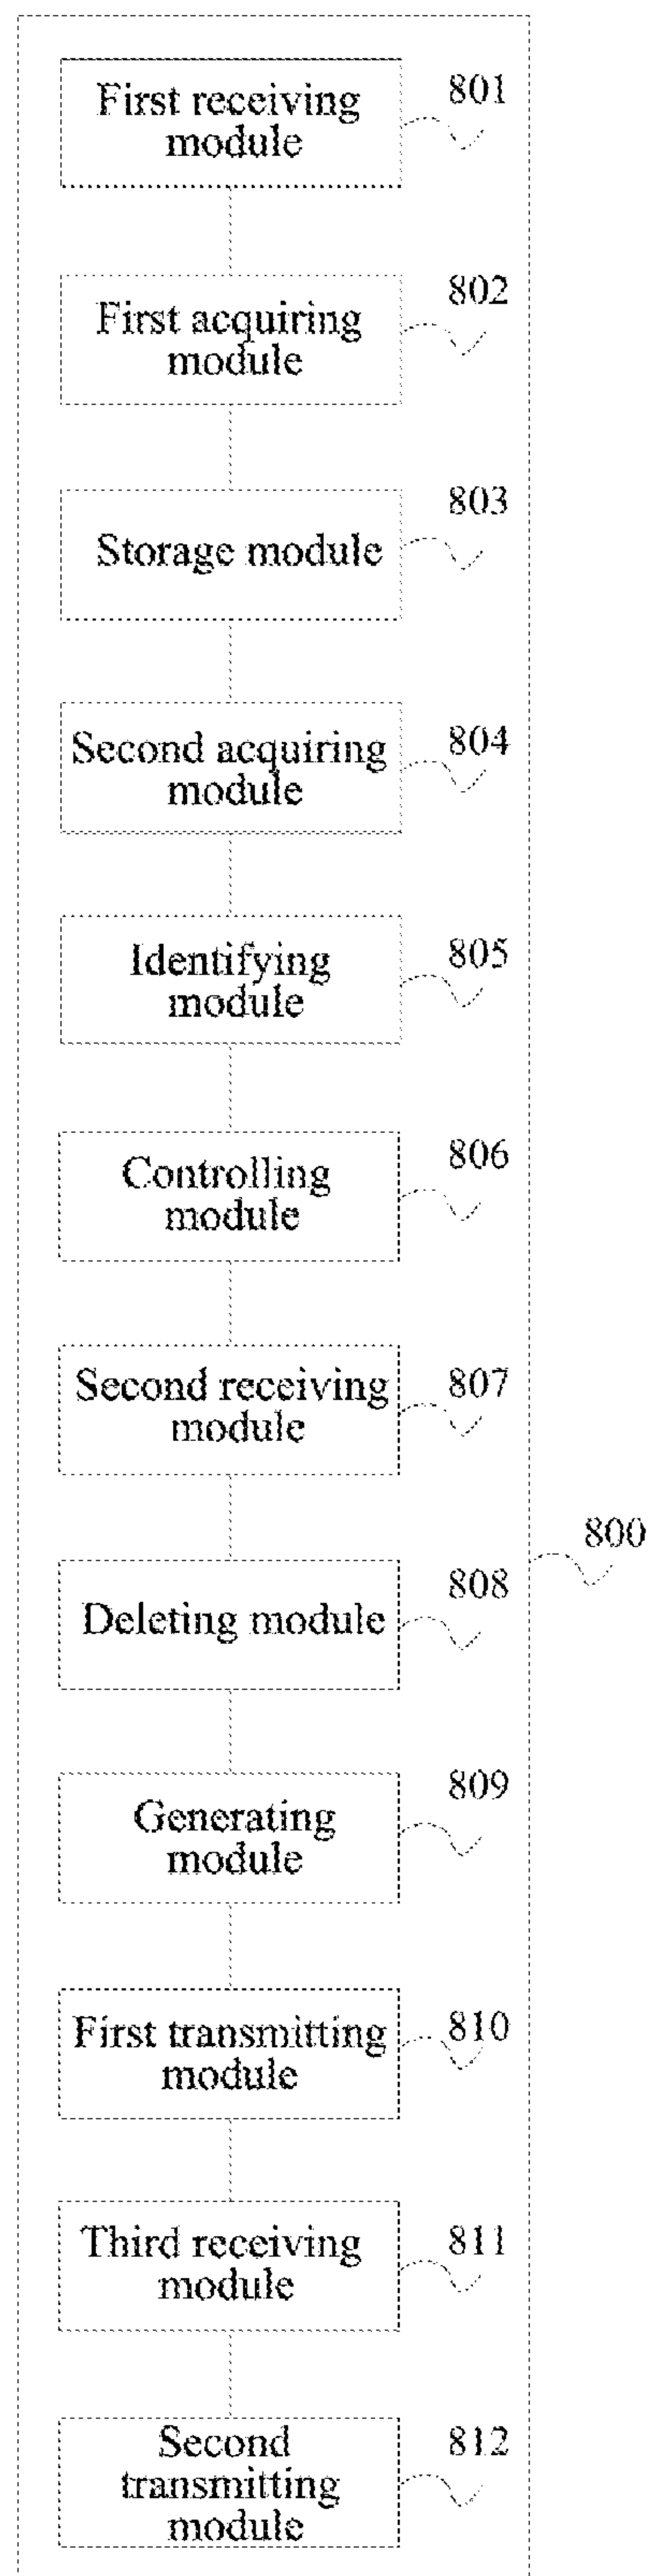 First receiving
module
801
First acquiring
module
802
Storage module
803
Second acquiring
module
804
Identifying
module
805
Controlling
module
806
Second receiving
module
807
800
Deleting module
808
Generating
module
809
First transmitting
module
810
Third receiving
module
811
Second
transmitting
module
812